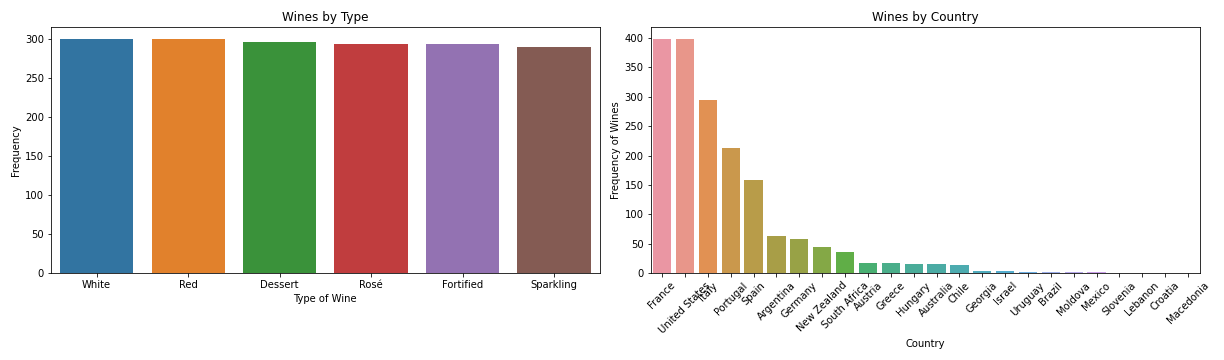 Wines by Type
300
250
200
150
100
50
0
Frequency
White Red Dessert Rosé Fortified Sparkling
Type of Wine
Wines by Country
400
350
300
250
200
150
100
50
0
Frequency of Wines
France
United States
Italy
Portugal
Spain
Argentina
Germany
New Zealand
South Africa
Austria
Greece
Hungary
Australia
Chile
Georgia
Israel
Uruguay
Brazil
Moldova
Mexico
Slovenia
Lebanon
Croatia
Macedonia
Country